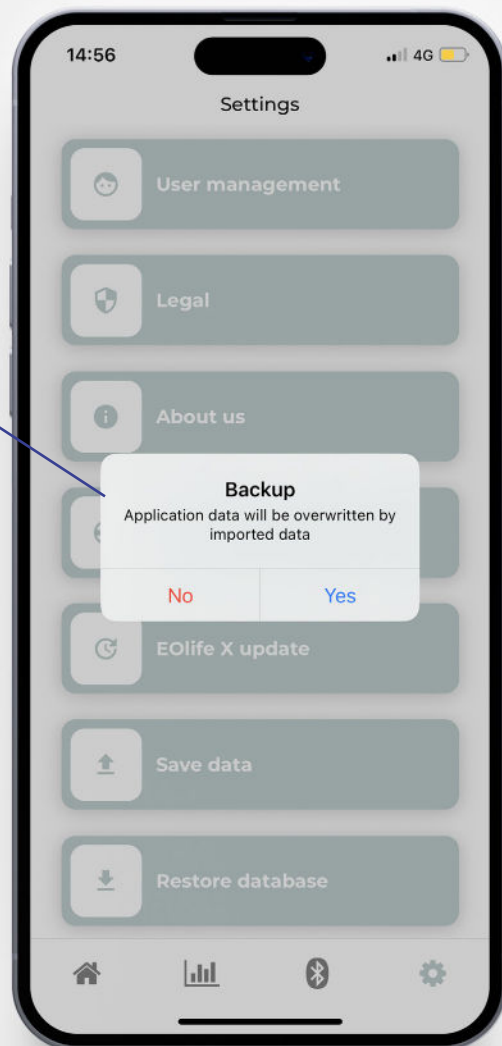 14:56
4G
Settings
User management
Legal
About us
Backup
Application data will be overwritten by
imported data
No
Yes
EOlife X update
Save data
Restore database